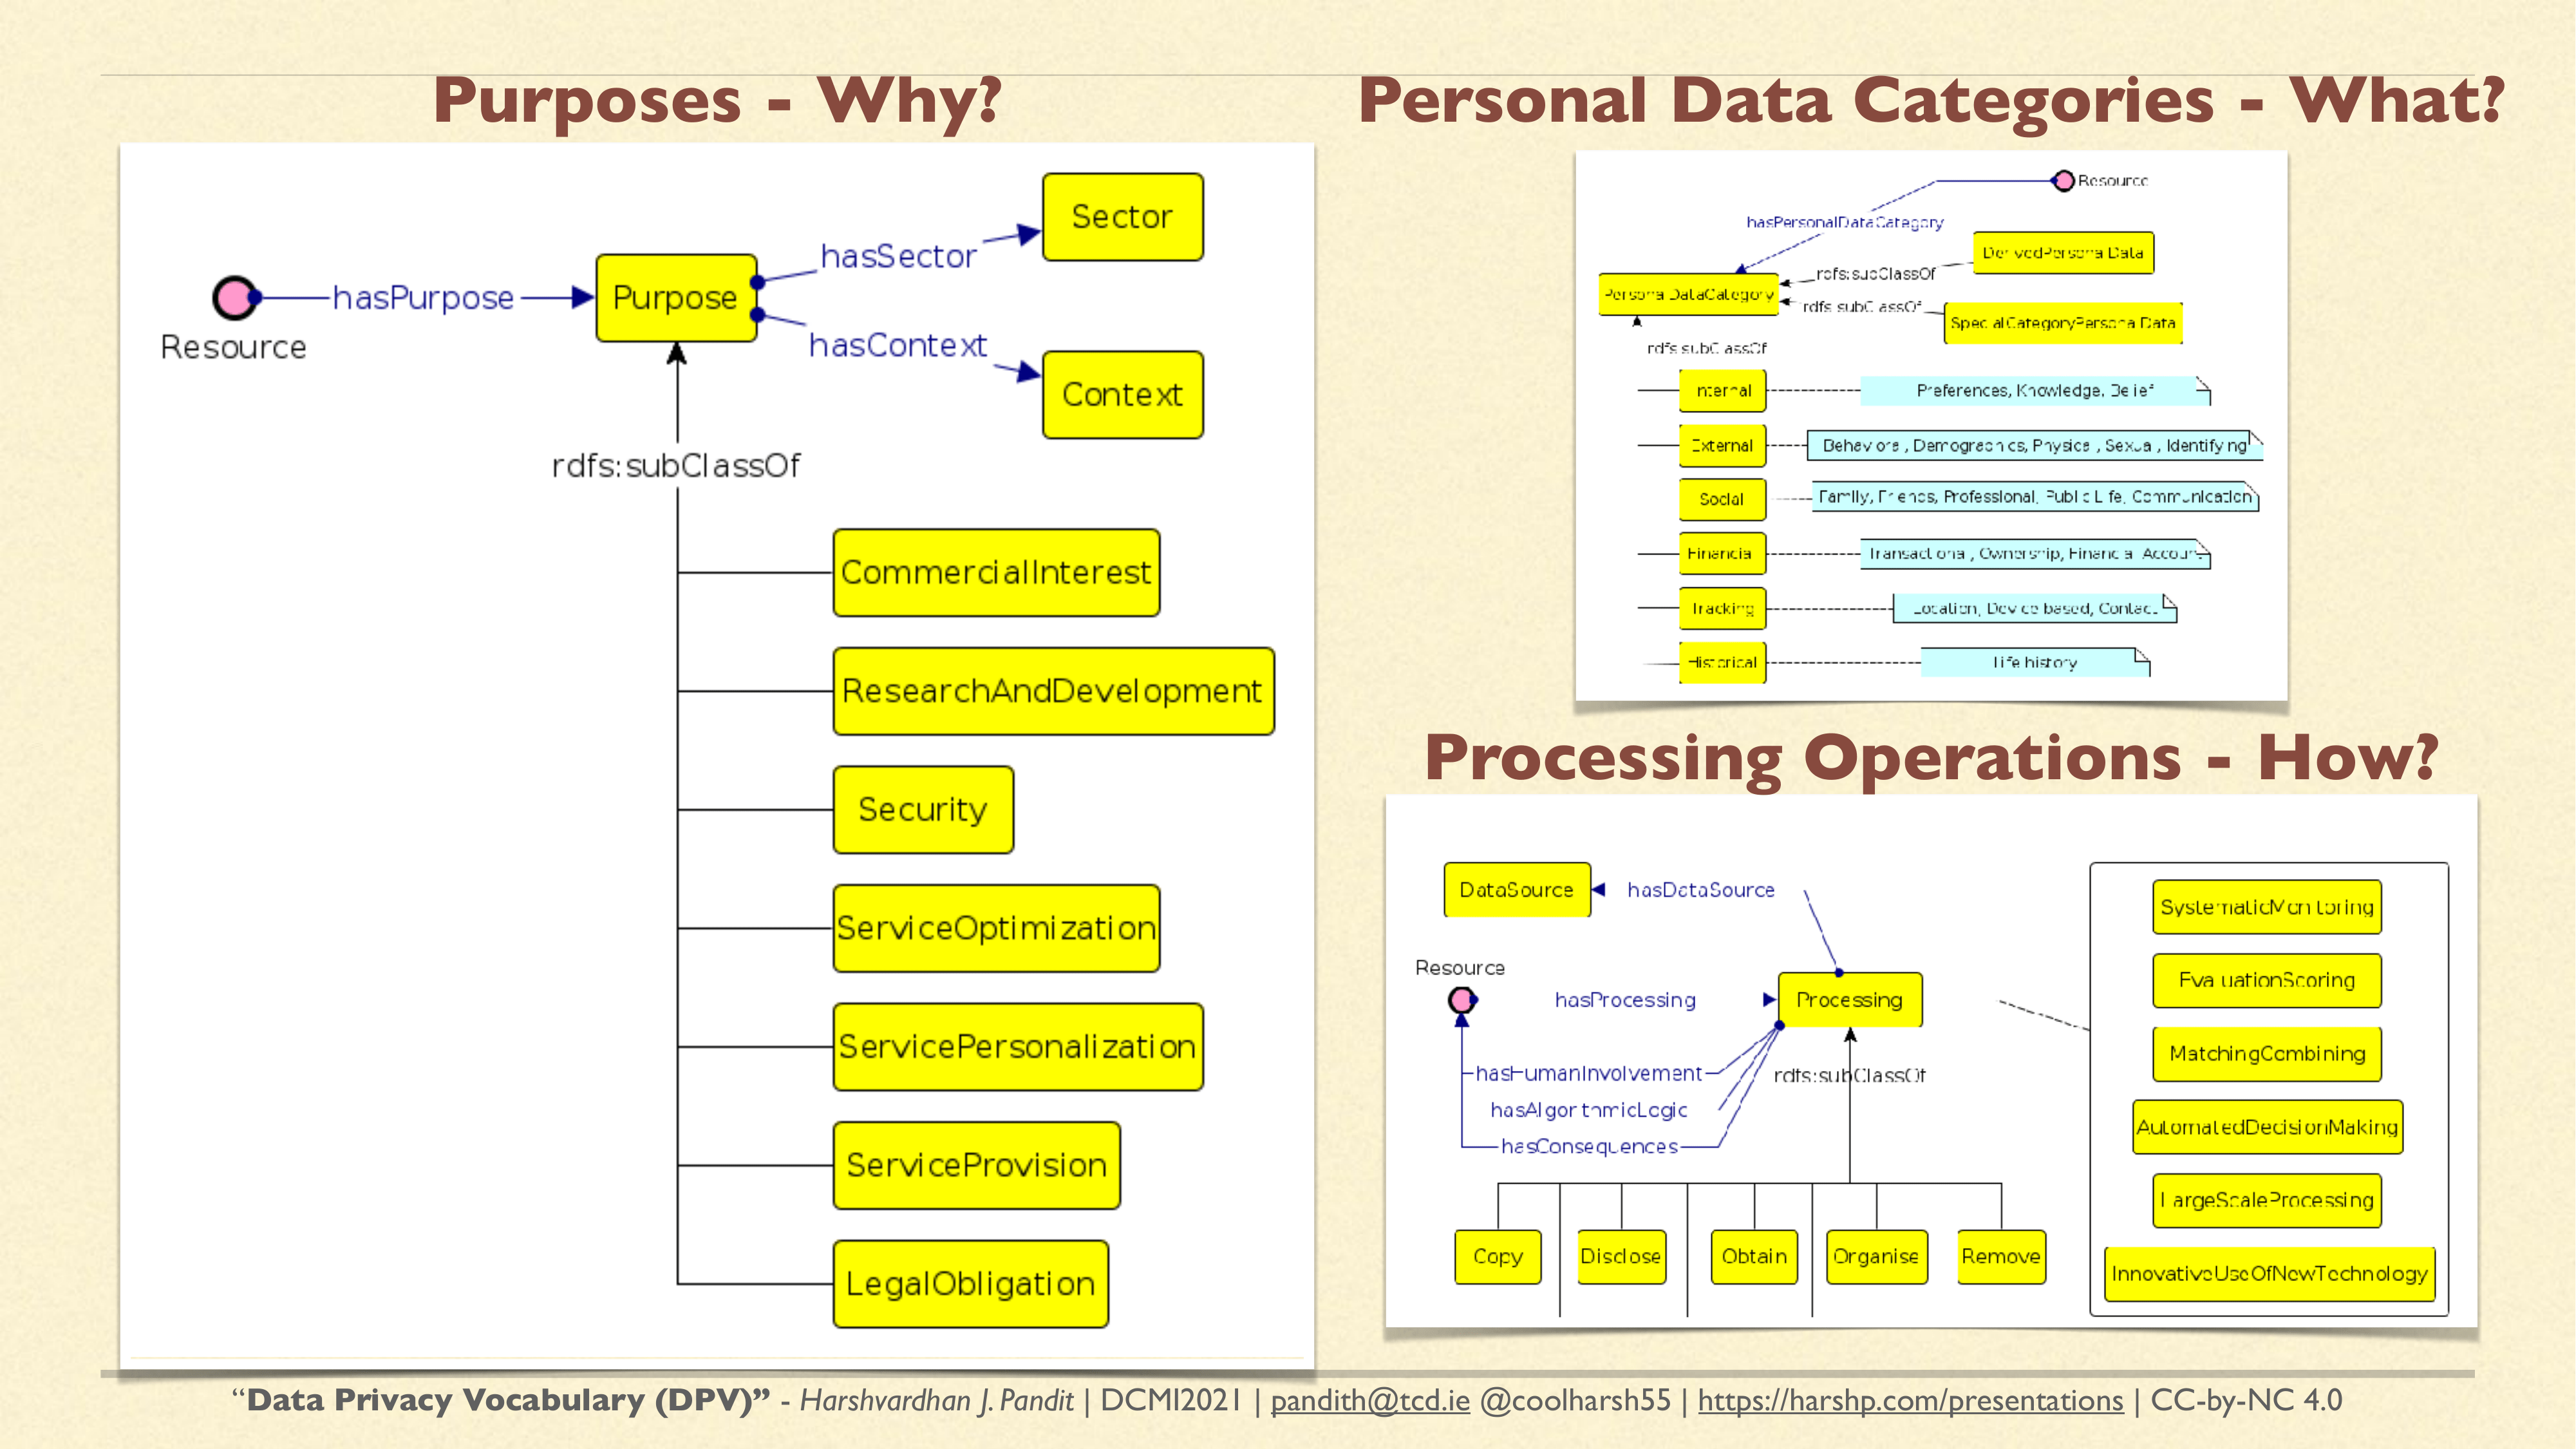 Purposes - Why?
hasSector
Sector
hasPurpose
Purpose
Resource
hasContext
Context
rdfs:subClassOf
CommercialInterest
ResearchAndDevelopment
Security
ServiceOptimization
ServicePersonalization
ServiceProvision
LegalObligation
Personal Data Categories - What?
Resource
hasPersonalDataCategory
DerivedPersonalData
rdfs:subClassOf
PersonalDataCategory
rdfs:subClassOf
SpecialCategoryPersonalData
rdfs:subClassOf
Internal
Preferences, Knowledge, Belief
External
Behavioral, Demographics, Physical, Sexual, Identifying
Social
Family, Friends, Professional, Public Life, Communication
Financial
Transactional, Ownership, Financial Account
Tracking
Location, Device based, Contact
Historical
Life history
Processing Operations - How?
DataSource
hasDataSource
Resource
hasProcessing
Processing
hasHumanInvolvement
rdfs:subClassOf
hasAlgorithmicLogic
hasConsequences
Copy
Disclose
Obtain
Organise
Remove
SystematicMonitoring
EvaluationScoring
MatchingCombining
AutomatedDecisionMaking
LargeScaleProcessing
InnovativeUseOfNewTechnology
“Data Privacy Vocabulary (DPV)” - Harshvardhan J. Pandit | DCMI2021 | pandith@tcd.ie @coolharsh55 | https://harshp.com/presentations | CC-by-NC 4.0